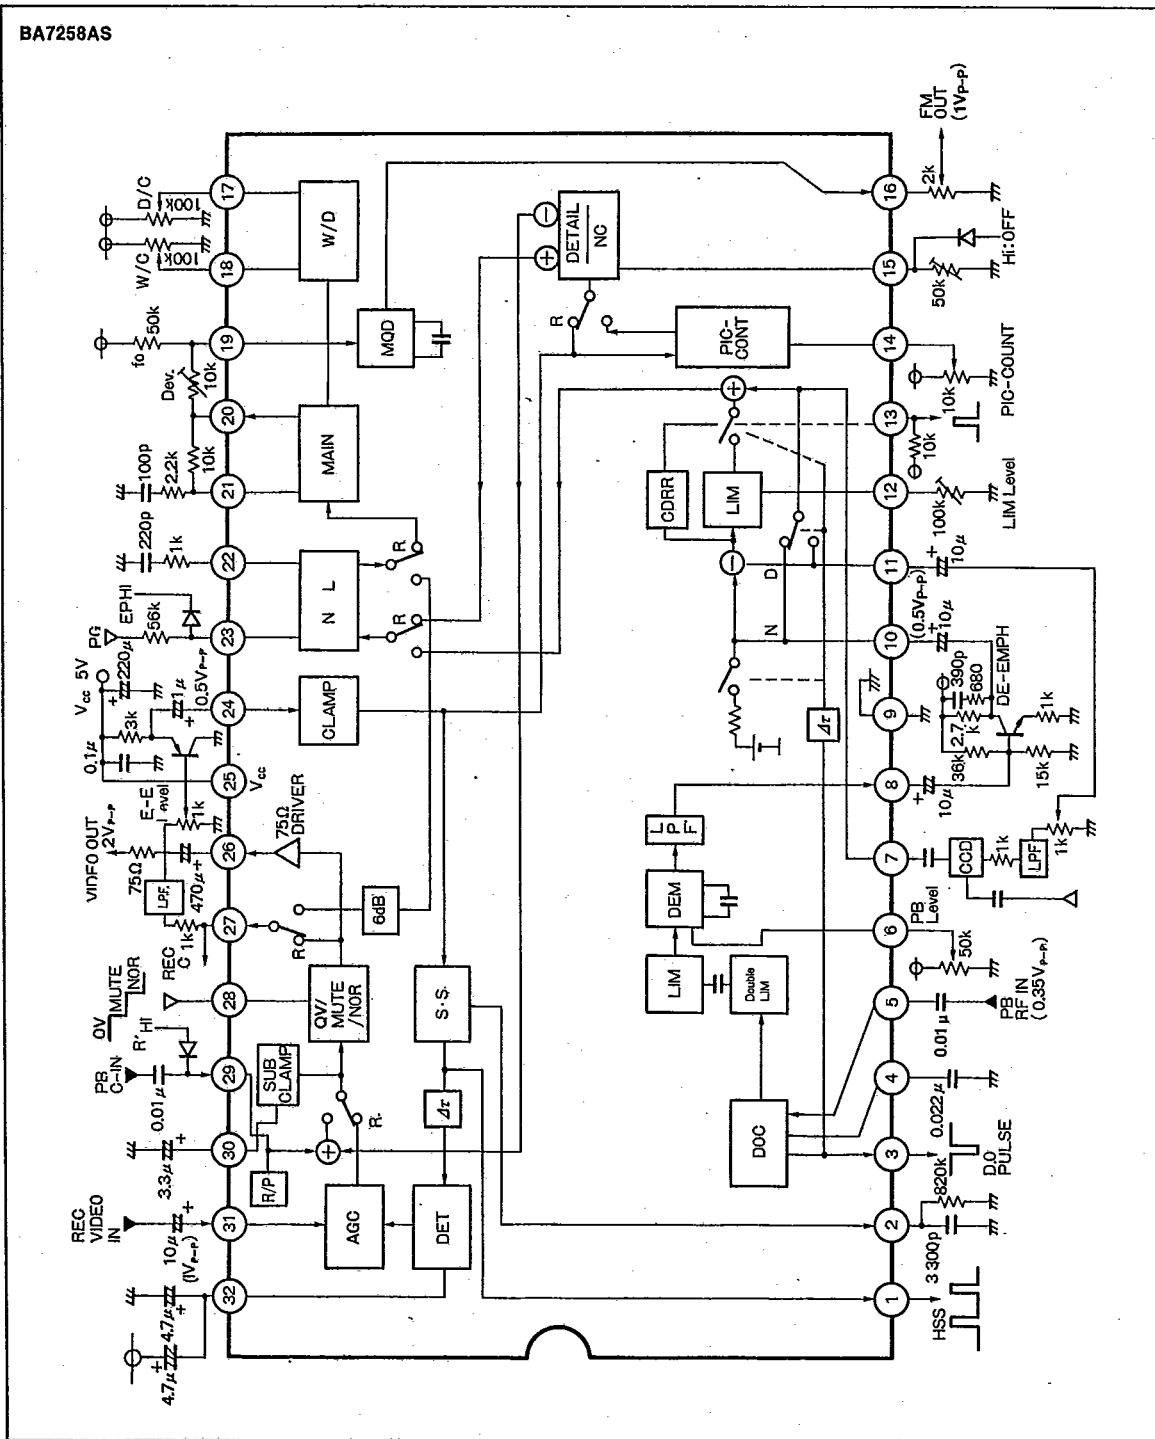 BA7258AS
FM OUT (1VP-P)
2k
Hi:OFF
50k
PIC-COUNT
10k
10k
LIM Level
100k
10μ
(0.5VP-P)
10μ
DE-EMPH
390p
680
2.7k
36k
1k
15k
10μ
1k
LPF
1k
CCD
PB Level
50k
PB RF IN (0.35VP-P)
0.01μ
0.022μ
D.O PULSE
820k
3300p
HSS
16
15
14
13
12
11
10
9
8
7
6
5
4
3
2
1
17
18
19
20
21
22
23
24
25
26
27
28
29
30
31
32
D/C
100k
W/C
100k
50k
fo
Dev.
10k
10k
100p
2.2k
220p
1k
EPHI
PG
56k
Vcc 5V
220μ
1μ
0.5VP-P
3k
0.1μ
Vcc
E-E Level
1k
VIDEO OUT
2VP-P
75Ω
LPF.
470μ
1k
REC C
OV
MUTE
NOR
R'HI
PB C-IN
0.01μ
3.3μ
REC VIDEO IN
10μ
(1VP-P)
4.7μ
4.7μ
W/D
MQD
MAIN
N L
R
R
CLAMP
75Ω DRIVER
6dB
R
QV/ MUTE /NOR
SUB CLAMP
R
R/P
AGC
S·S.
Δτ
DET
DETAIL NC
R
PIC-CONT
CDRR
LIM
D
N
Δτ
LPF
DEM
LIM
Double LIM
DOC